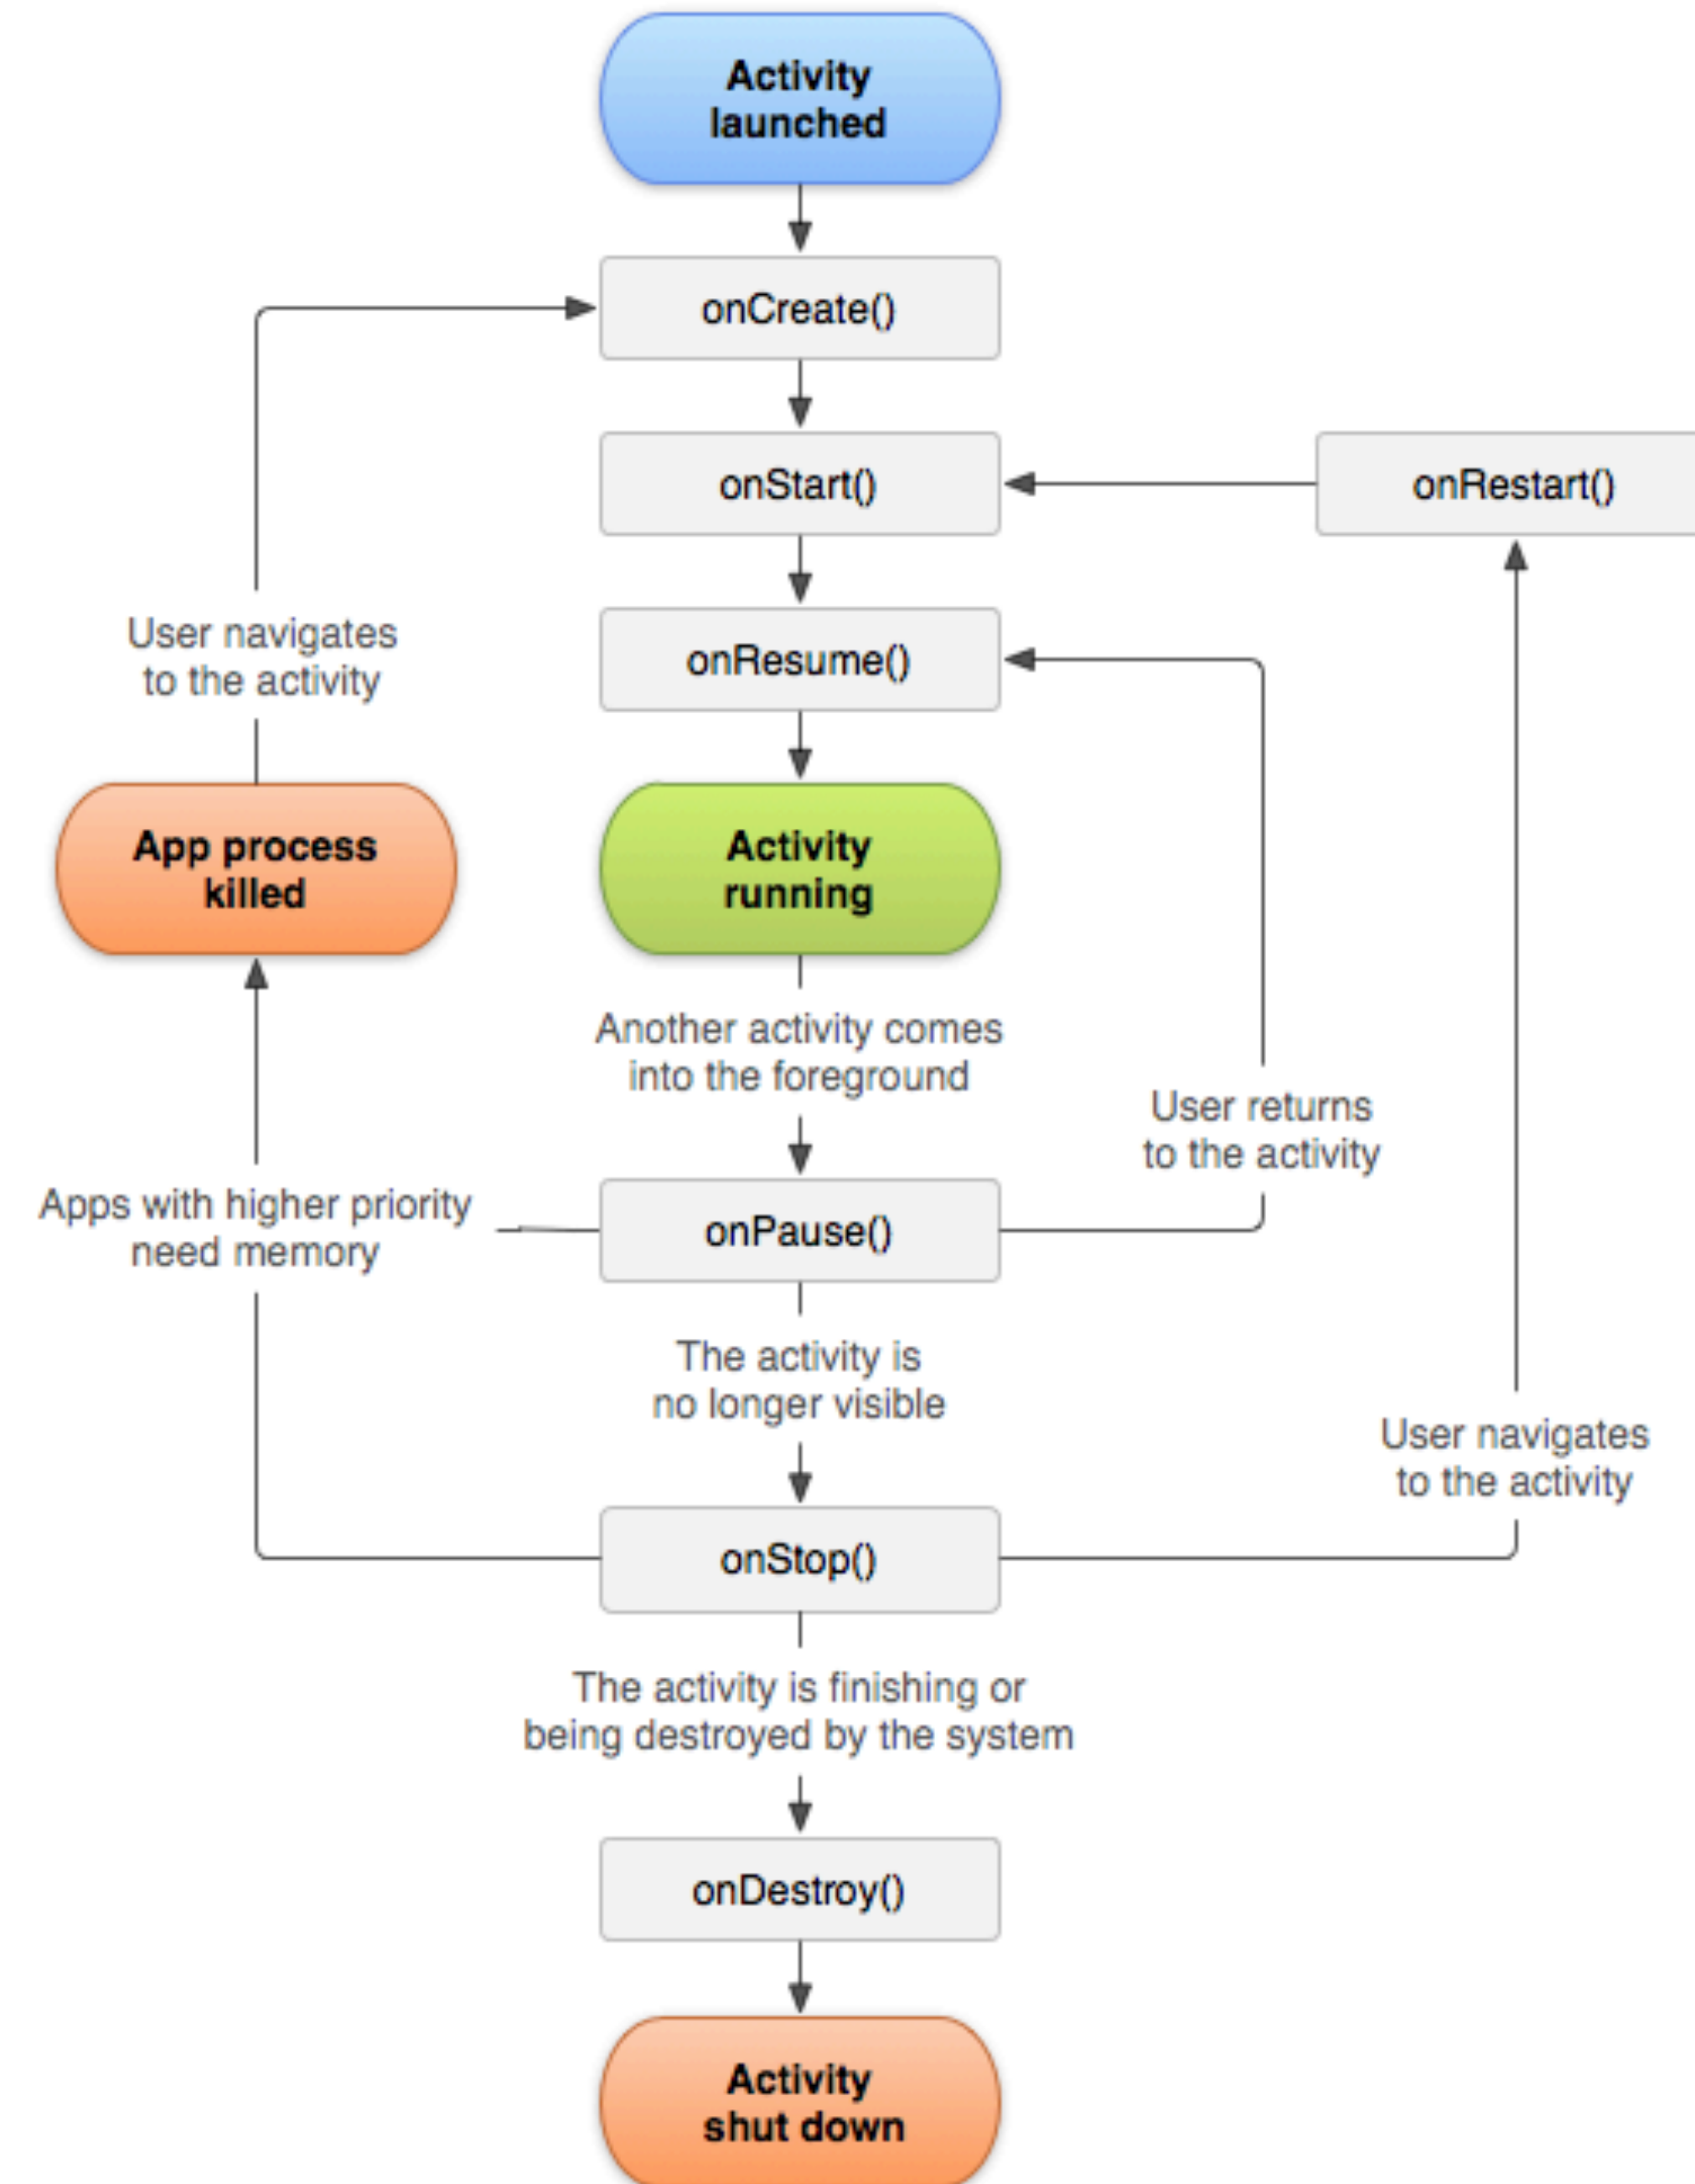 Activity
launched
onCreate()
onStart()
onRestart()
User navigates
to the activity
onResume()
App process
killed
Activity
running
Another activity comes
into the foreground
User returns
to the activity
Apps with higher priority
need memory
onPause()
The activity is
no longer visible
User navigates
to the activity
onStop()
The activity is finishing or
being destroyed by the system
onDestroy()
Activity
shut down